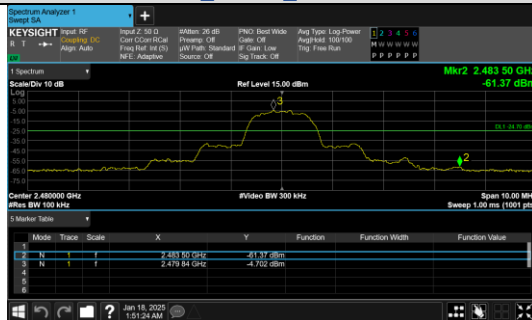 Spectrum Analyzer 1
Swept SA
+
KEYSIGHT Input: RF Input Z: 50 Ω #Atten: 26 dB PNO: Best Wide Avg Type: Log-Power 1 2 3 4 5 6
R T Coupling: DC Corr CCorr RCal Preamp: Off Gate: Off Avg|Hold: 100/100 M W W W W W
Align: Auto Freq Ref: Int (S) µW Path: Standard IF Gain: Low Trig: Free Run
NFE: Adaptive Source: Off Sig Track: Off P P P P P P
1 Spectrum Mkr2 2.483 50 GHz
Scale/Div 10 dB Ref Level 15.00 dBm -61.37 dBm
Log
5.00
-5.00
-15.0
-25.0
-35.0
-45.0
-55.0
-65.0
-75.0
3
DL1 -24.70 dBm
2
Center 2.480000 GHz #Video BW 300 kHz Span 10.00 MHz
#Res BW 100 kHz Sweep 1.00 ms (1001 pts)
5 Marker Table
Mode Trace Scale X Y Function Function Width Function Value
1
2 N 1 f 2.483 50 GHz -61.37 dBm
3 N 1 f 2.479 84 GHz -4.702 dBm
4
5
6
? Jan 18, 2025
1:51:24 AM